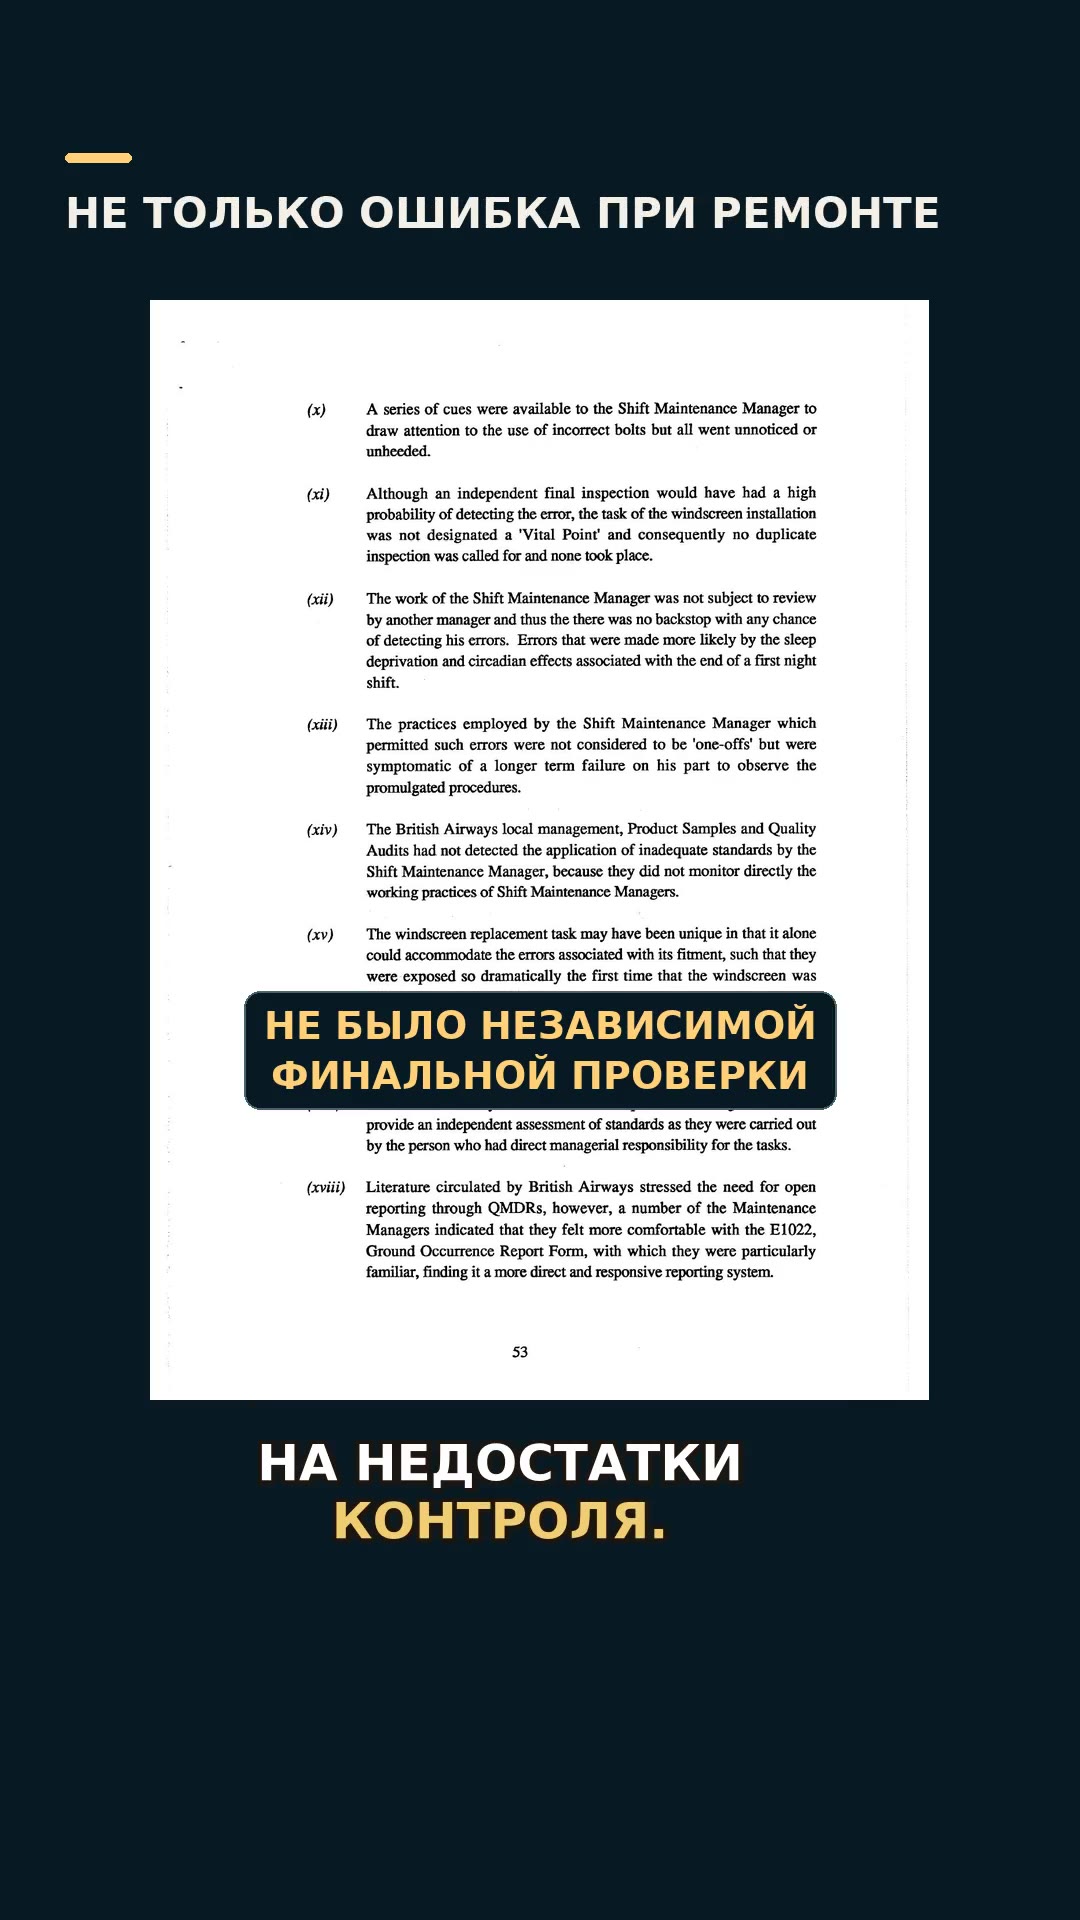 НЕ ТОЛЬКО ОШИБКА ПРИ РЕМОНТЕ
(x) A series of cues were available to the Shift Maintenance Manager to
draw attention to the use of incorrect bolts but all went unnoticed or
unheeded.
(xi) Although an independent final inspection would have had a high
probability of detecting the error, the task of the windscreen installation
was not designated a 'Vital Point' and consequently no duplicate
inspection was called for and none took place.
(xii) The work of the Shift Maintenance Manager was not subject to review
by another manager and thus the there was no backstop with any chance
of detecting his errors. Errors that were made more likely by the sleep
deprivation and circadian effects associated with the end of a first night
shift.
(xiii) The practices employed by the Shift Maintenance Manager which
permitted such errors were not considered to be 'one-offs' but were
symptomatic of a longer term failure on his part to observe the
promulgated procedures.
(xiv) The British Airways local management, Product Samples and Quality
Audits had not detected the application of inadequate standards by the
Shift Maintenance Manager, because they did not monitor directly the
working practices of Shift Maintenance Managers.
(xv) The windscreen replacement task may have been unique in that it alone
could accommodate the errors associated with its fitment, such that they
were exposed so dramatically the first time that the windscreen was
НЕ БЫЛО НЕЗАВИСИМОЙ
ФИНАЛЬНОЙ ПРОВЕРКИ
provide an independent assessment of standards as they were carried out
by the person who had direct managerial responsibility for the tasks.
(xviii) Literature circulated by British Airways stressed the need for open
reporting through QMDRs, however, a number of the Maintenance
Managers indicated that they felt more comfortable with the E1022,
Ground Occurrence Report Form, with which they were particularly
familiar, finding it a more direct and responsive reporting system.
53
НА НЕДОСТАТКИ
КОНТРОЛЯ.